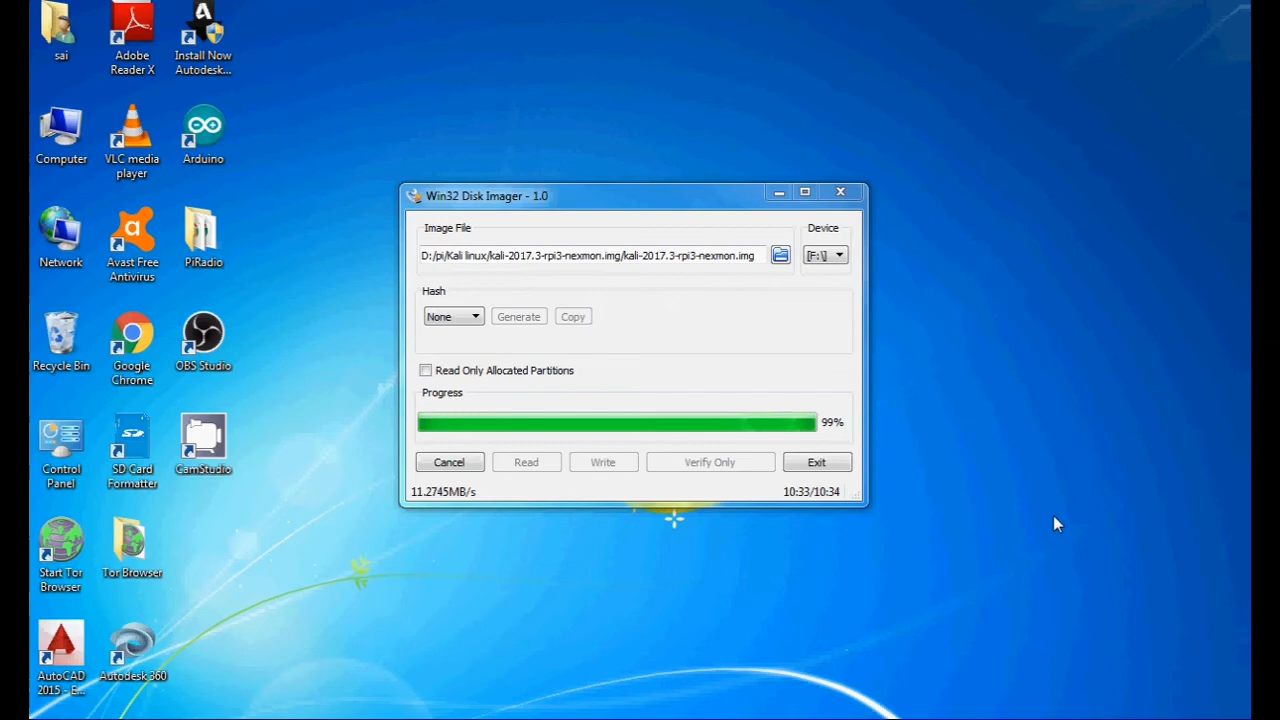 sai
Adobe
Reader X
Install Now
Autodesk...
Computer
VLC media
player
Arduino
Network
Avast Free
Antivirus
PiRadio
Recycle Bin
Google
Chrome
OBS Studio
Control
Panel
SD Card
Formatter
CamStudio
Start Tor
Browser
Tor Browser
AutoCAD
2015 - E...
Autodesk 360
Win32 Disk Imager - 1.0
Image File
Device
D:/pi/Kali linux/kali-2017.3-rpi3-nexmon.img/kali-2017.3-rpi3-nexmon.img
[F:\]
Hash
None
Generate
Copy
Read Only Allocated Partitions
Progress
99%
Cancel
Read
Write
Verify Only
Exit
11.2745MB/s
10:33/10:34